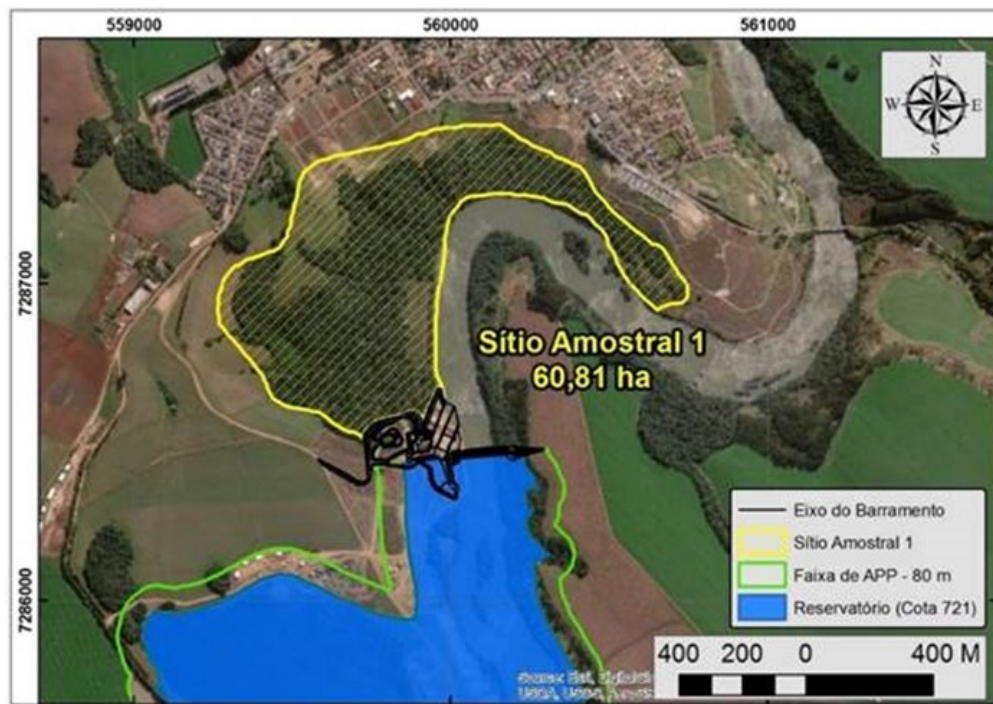 559000
560000
561000
N
W
E
S
7287000
7286000
Sítio Amostral 1
60,81 ha
Eixo do Barramento
Sítio Amostral 1
Faixa de APP - 80 m
Reservatório (Cota 721)
400 200 0 400 M